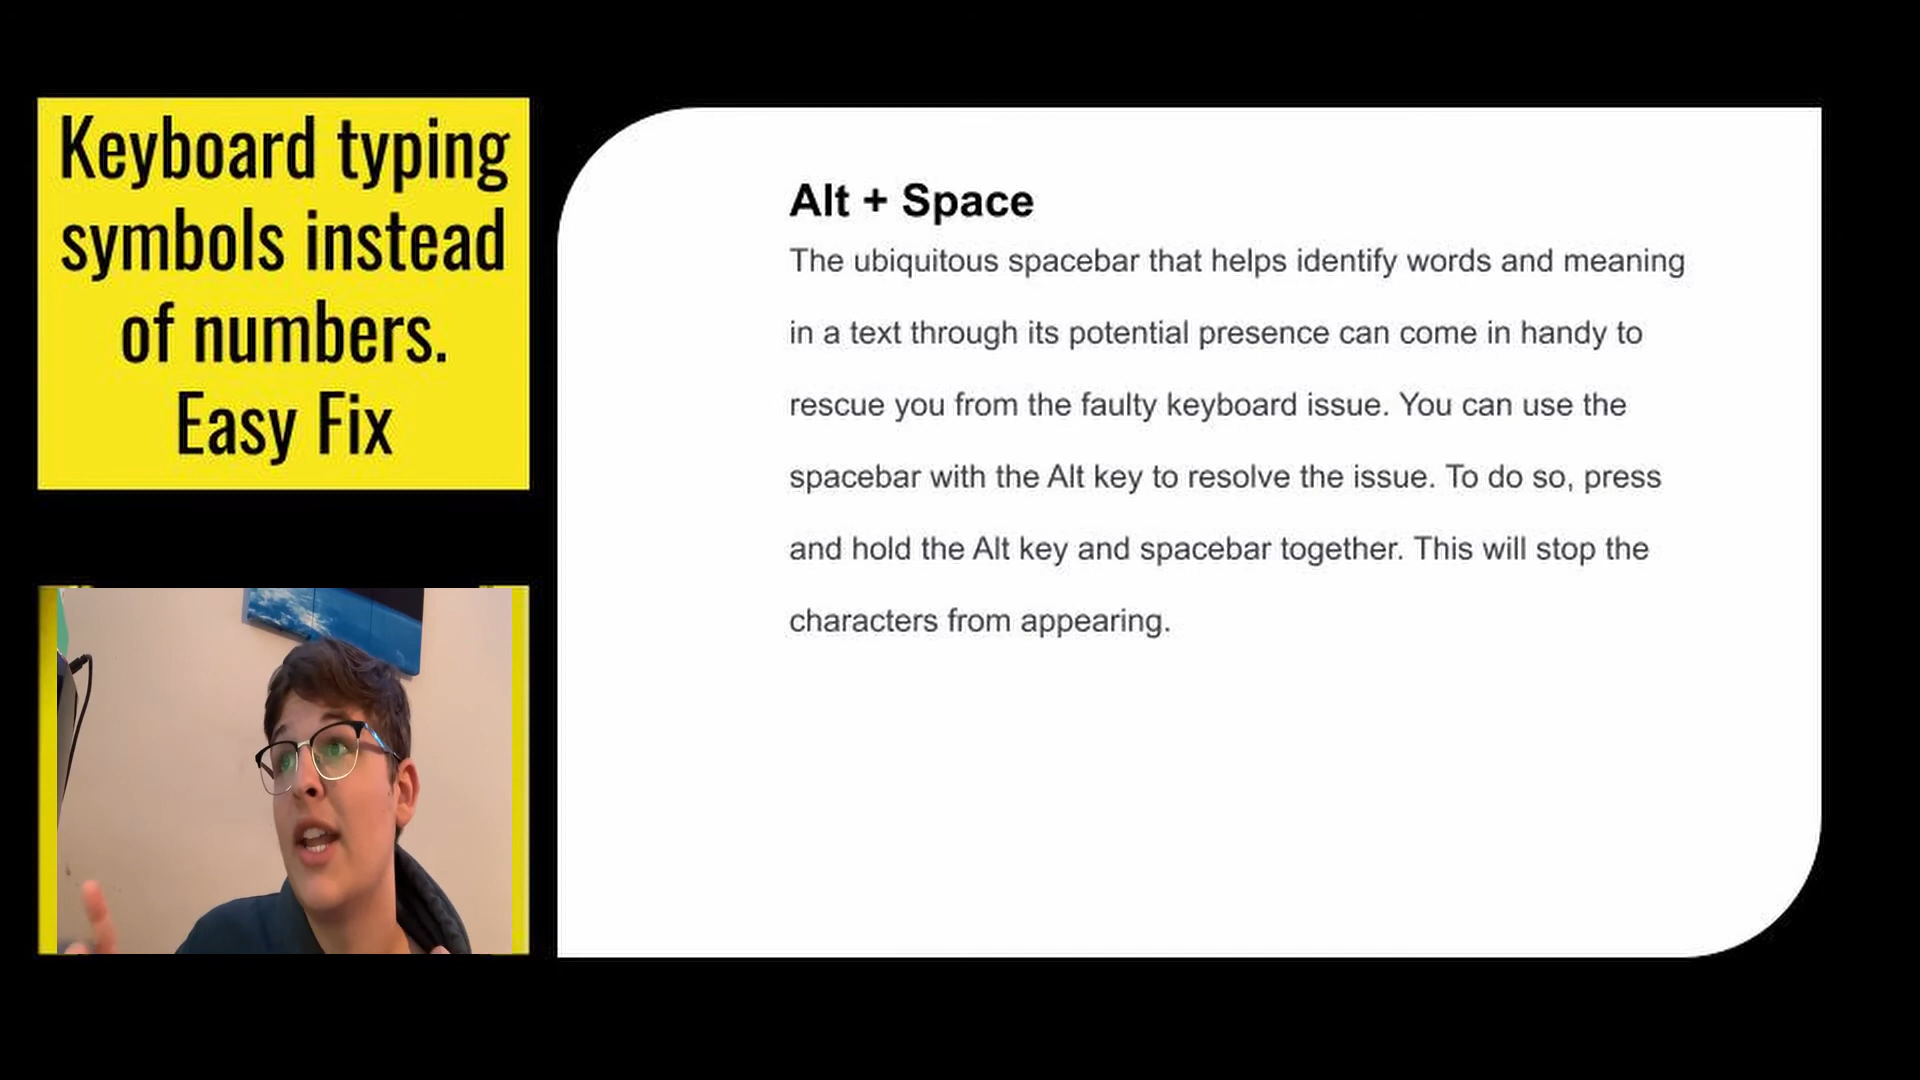 Keyboard typing
symbols instead
of numbers.
Easy Fix
Alt + Space
The ubiquitous spacebar that helps identify words and meaning
in a text through its potential presence can come in handy to
rescue you from the faulty keyboard issue. You can use the
spacebar with the Alt key to resolve the issue. To do so, press
and hold the Alt key and spacebar together. This will stop the
characters from appearing.